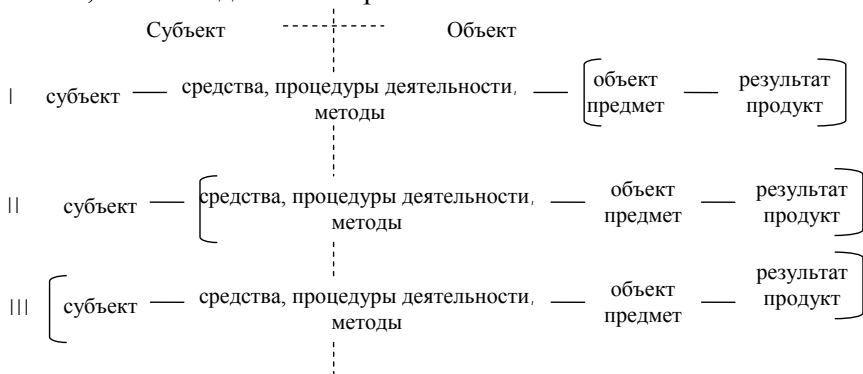 Субъект Объект
I субъект средства, процедуры деятельности, объект результат
методы предмет продукт
II субъект средства, процедуры деятельности, объект результат
методы предмет продукт
III субъект средства, процедуры деятельности, объект результат
методы предмет продукт